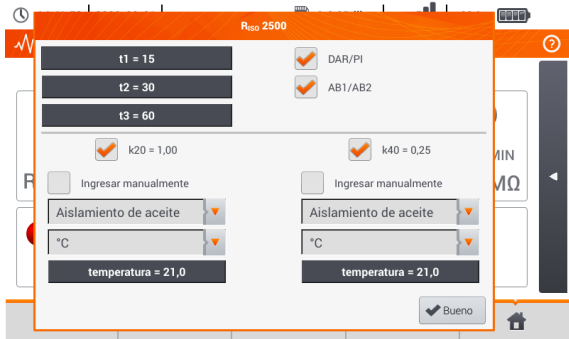 RISO 2500
t1 = 15
DAR/PI
t2 = 30
AB1/AB2
t3 = 60
k20 = 1,00
k40 = 0,25
MIN
Ingresar manualmente
Ingresar manualmente
R
MΩ
Aislamiento de aceite
Aislamiento de aceite
°C
°C
temperatura = 21,0
temperatura = 21,0
Bueno